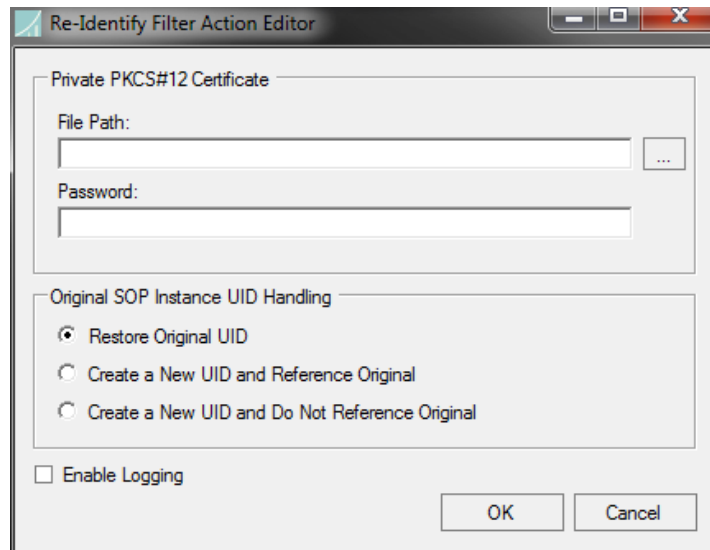 Re-Identify Filter Action Editor
Private PKCS#12 Certificate
File Path:
...
Password:
Original SOP Instance UID Handling
Restore Original UID
Create a New UID and Reference Original
Create a New UID and Do Not Reference Original
Enable Logging
OK Cancel